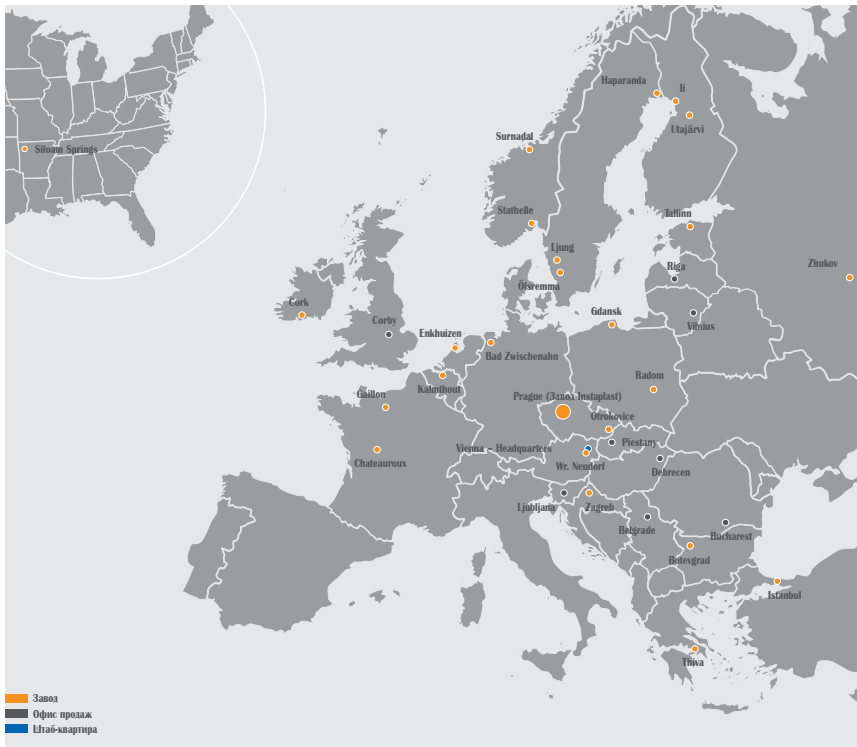 Haparanda
Ii
Utajärvi
Surnadal
Siloam Springs
Stathelle
Tallinn
Ljung
Zhukov
Riga
Ölsremma
Cork
Gdansk
Corby
Vilnius
Enkhuizen
Bad Zwischenahn
Radom
Kalmthout
Gaillon
Prague (Завод Instaplast)
Otrokovice
Piestany
Vienna – Headquarters
Chateauroux
Wr. Neudorf
Debrecen
Ljubljana
Zagreb
Belgrade
Bucharest
Botevgrad
Istanbul
Thiva
Завод
Офис продаж
Штаб-квартира